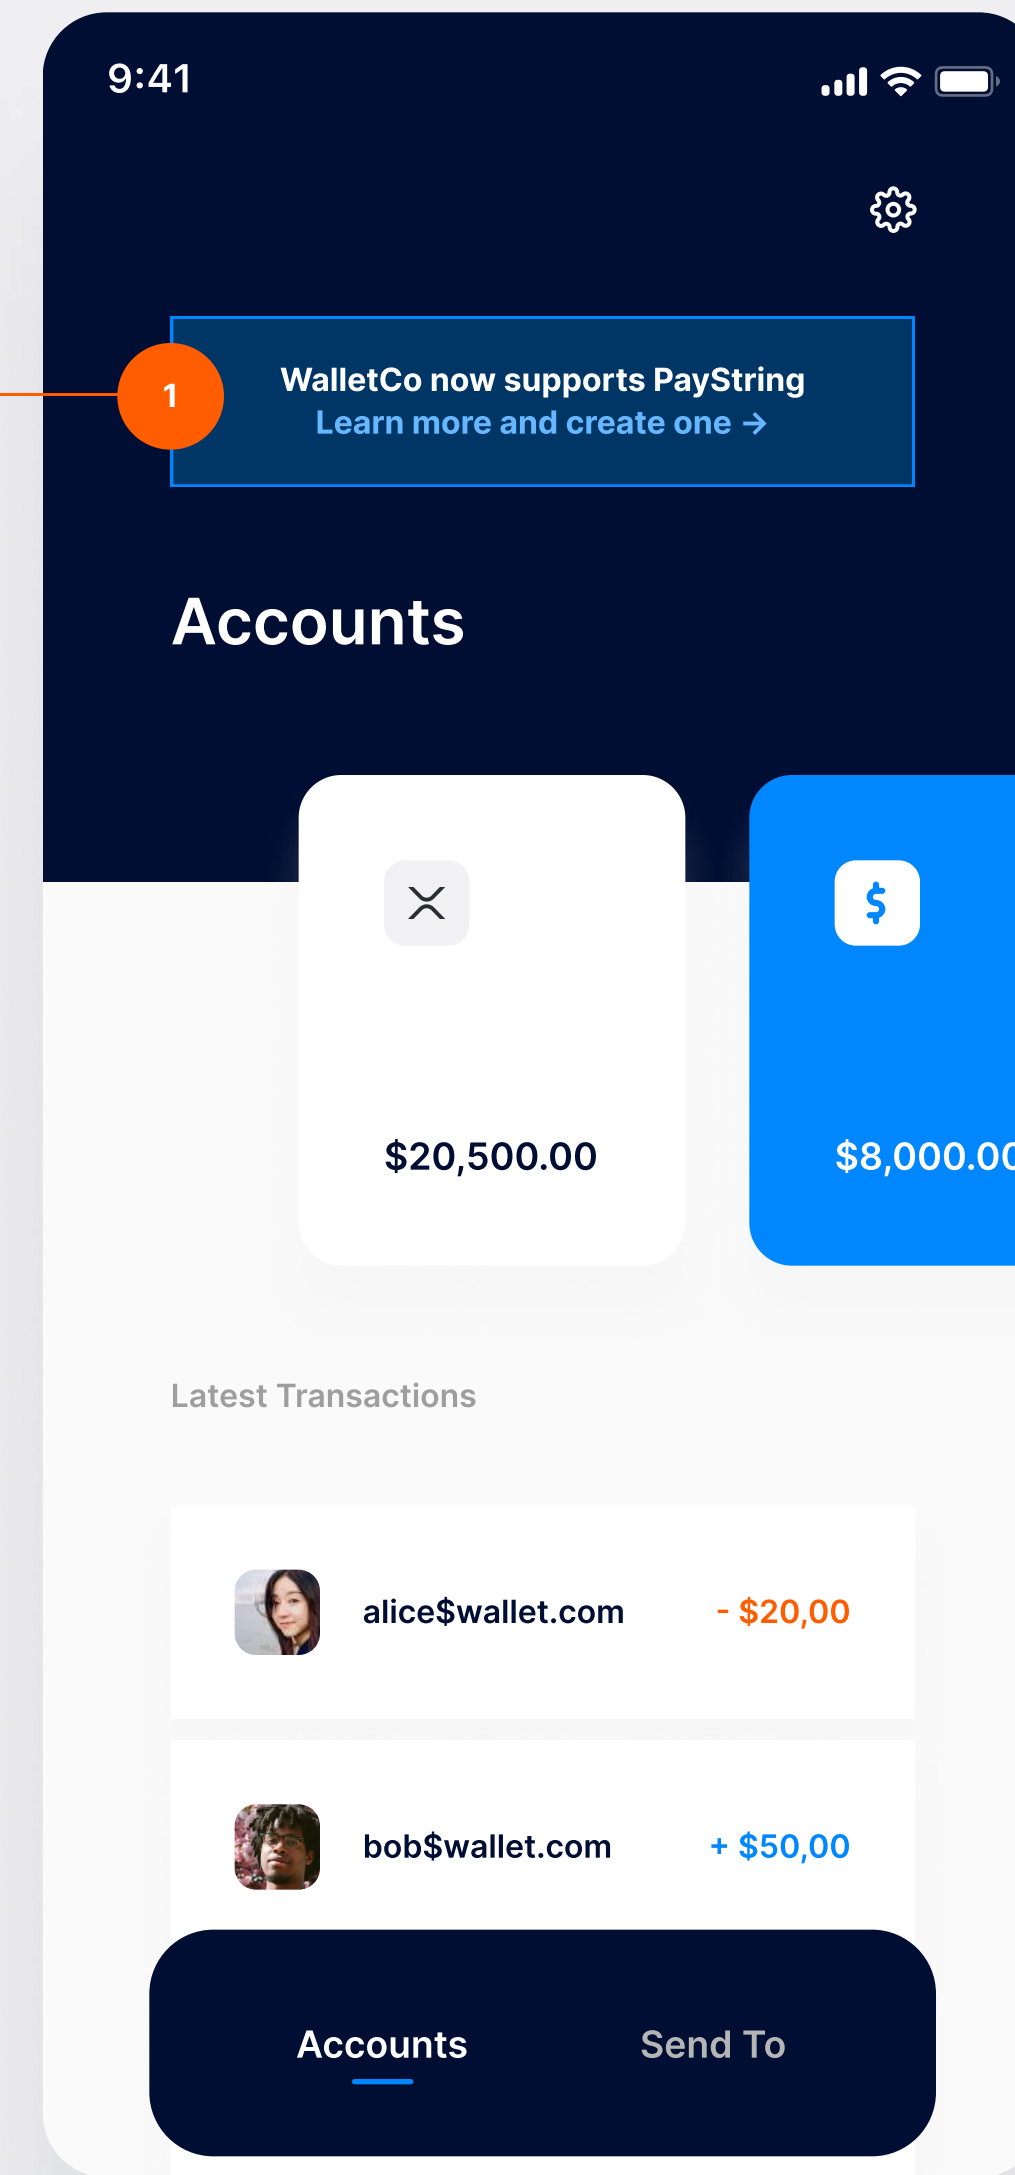 9:41
1
WalletCo now supports PayString
Learn more and create one →
Accounts
$
$20,500.00
$8,000.00
Latest Transactions
alice$wallet.com - $20,00
bob$wallet.com + $50,00
Accounts Send To